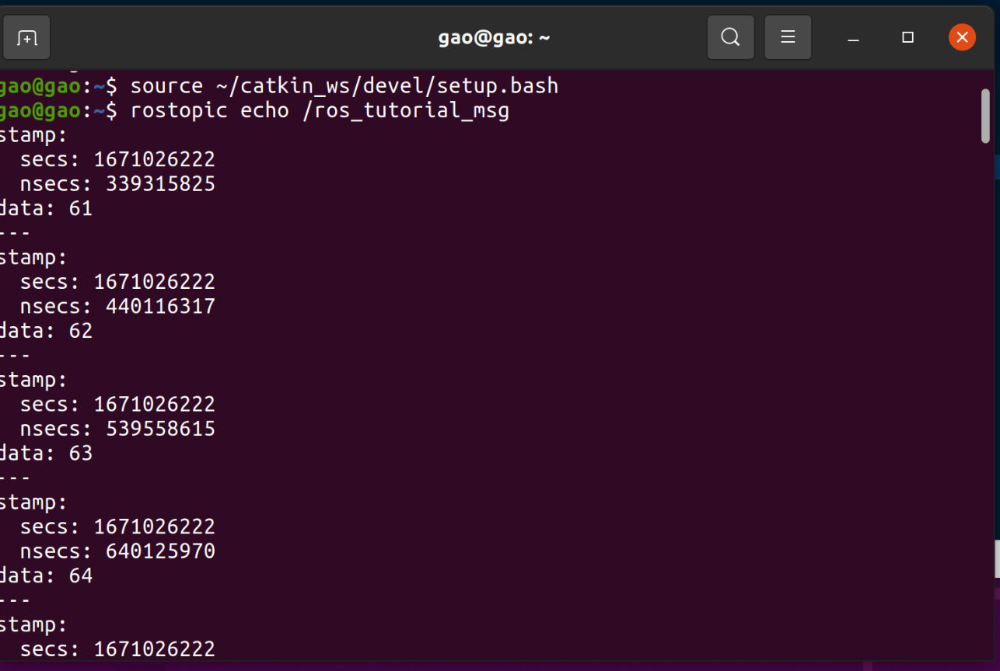 gao@gao: ~
gao@gao:~$ source ~/catkin_ws/devel/setup.bash
gao@gao:~$ rostopic echo /ros_tutorial_msg
stamp:
  secs: 1671026222
  nsecs: 339315825
data: 61
---
stamp:
  secs: 1671026222
  nsecs: 440116317
data: 62
---
stamp:
  secs: 1671026222
  nsecs: 539558615
data: 63
---
stamp:
  secs: 1671026222
  nsecs: 640125970
data: 64
---
stamp:
  secs: 1671026222